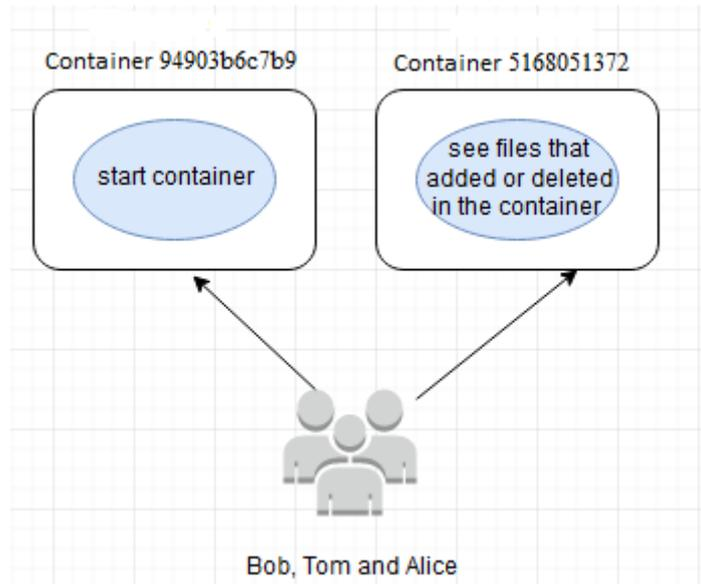 Container 94903b6c7b9
Container 5168051372
start container
see files that
added or deleted
in the container
Bob, Tom and Alice